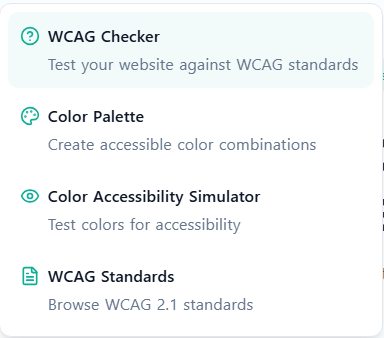 WCAG Checker
Test your website against WCAG standards
Color Palette
Create accessible color combinations
Color Accessibility Simulator
Test colors for accessibility
WCAG Standards
Browse WCAG 2.1 standards